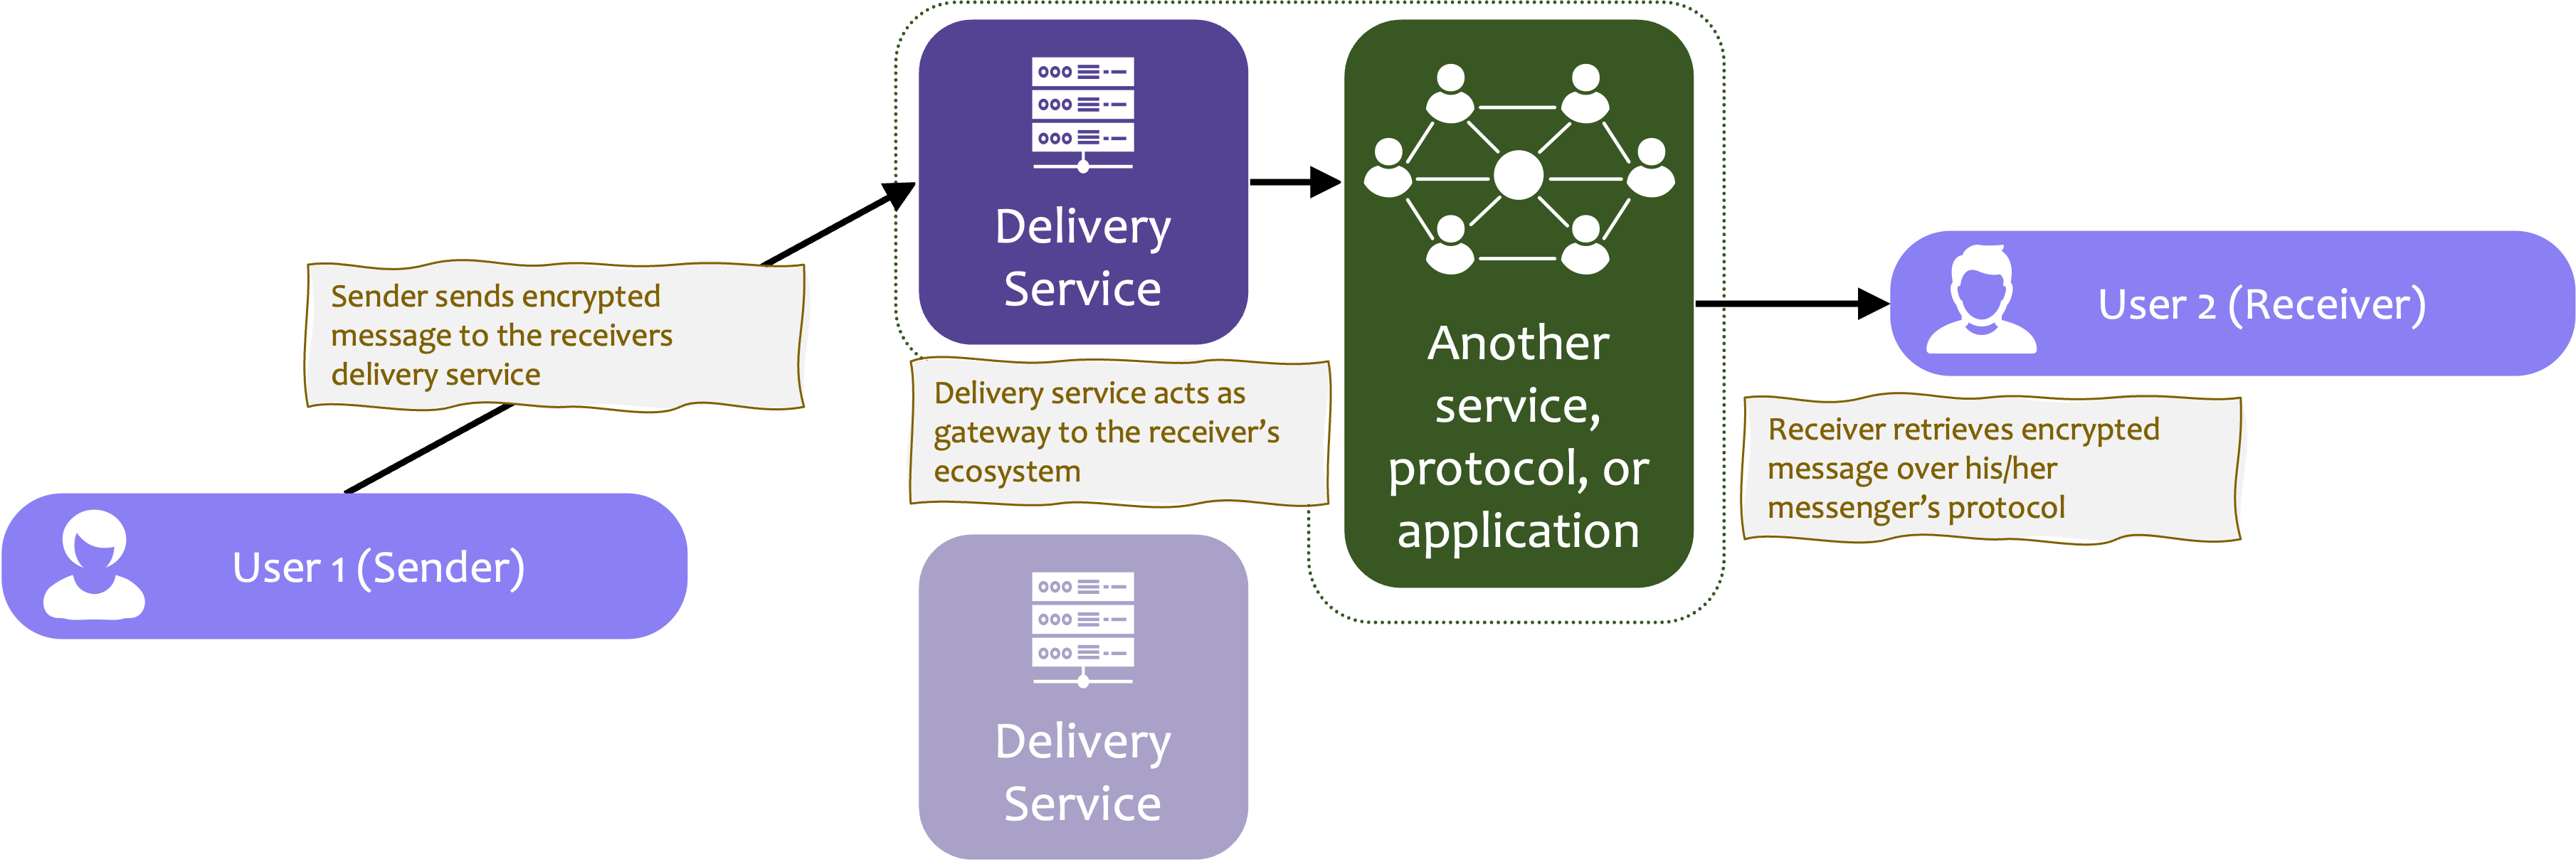 Delivery
Service
Sender sends encrypted
message to the receivers
delivery service
User 1 (Sender)
Delivery service acts as
gateway to the receiver's
ecosystem
Another
service,
protocol, or
application
User 2 (Receiver)
Receiver retrieves encrypted
message over his/her
messenger's protocol
Delivery
Service